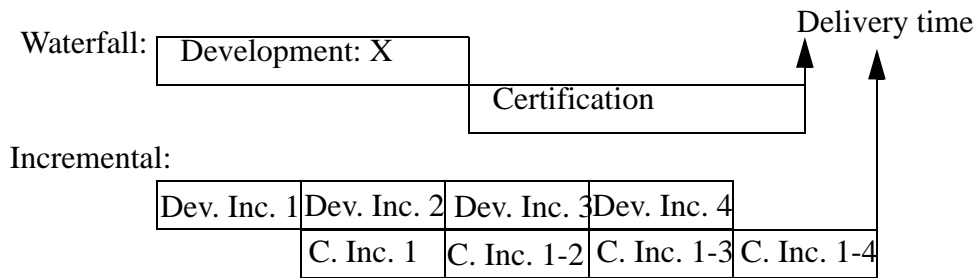 Delivery time
Waterfall:
Development: X
Certification
Incremental:
Dev. Inc. 1 Dev. Inc. 2 Dev. Inc. 3 Dev. Inc. 4
C. Inc. 1 C. Inc. 1-2 C. Inc. 1-3 C. Inc. 1-4